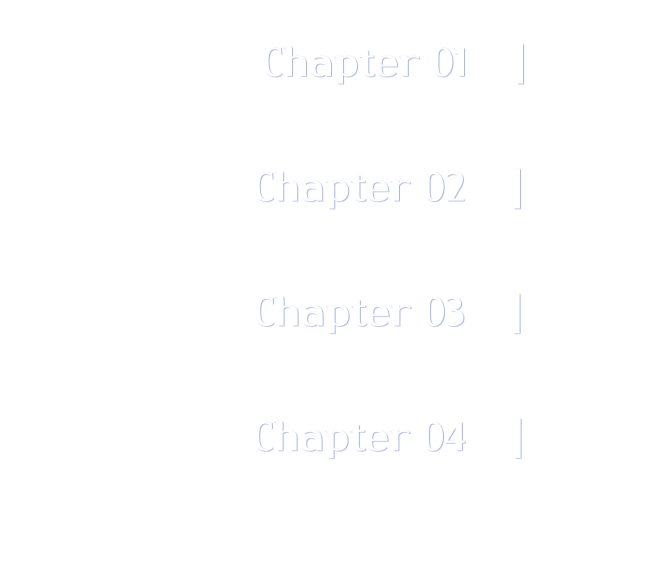 Chapter 01 |
Chapter 02 |
Chapter 03 |
Chapter 04 |